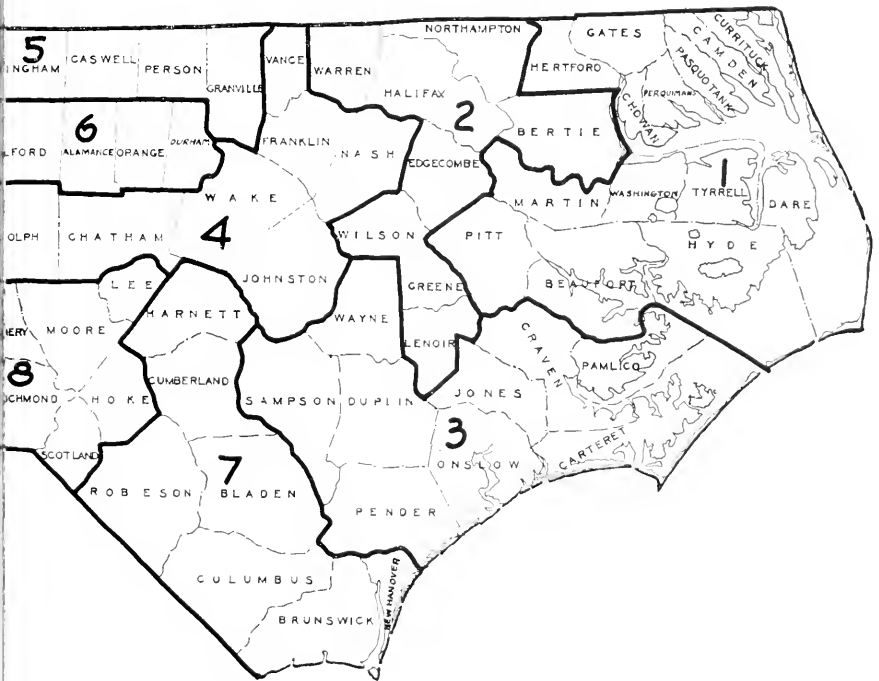 NORTHAMPTON
GATES
CURRITUCK
CAMDEN
PASQUOTANK
5
CASWELL
PERSON
VANCE
WARREN
HERTFORD
INGHAM
GRANVILLE
HALIFAX
PERQUIMANS
CHOWAN
2
BERTIE
6
DURHAM
FRANKLIN
NASH
LFORD
ALAMANCE
ORANGE
EDGECOMBE
1
WASHINGTON
TYRRELL
DARE
WAKE
MARTIN
OLPH
CHATHAM
4
WILSON
PITT
HYDE
LEE
JOHNSTON
GREENE
BEAUFORT
HARNETT
WAYNE
ERY
MOORE
LENOIR
CRAVEN
PAMLICO
8
CUMBERLAND
CHMOND
HOKE
SAMPSON
DUPLIN
JONES
3
CARTERET
SCOTLAND
ONSLOW
7
ROBESON
BLADEN
PENDER
CULUMBUS
NEW HANOVER
BRUNSWICK